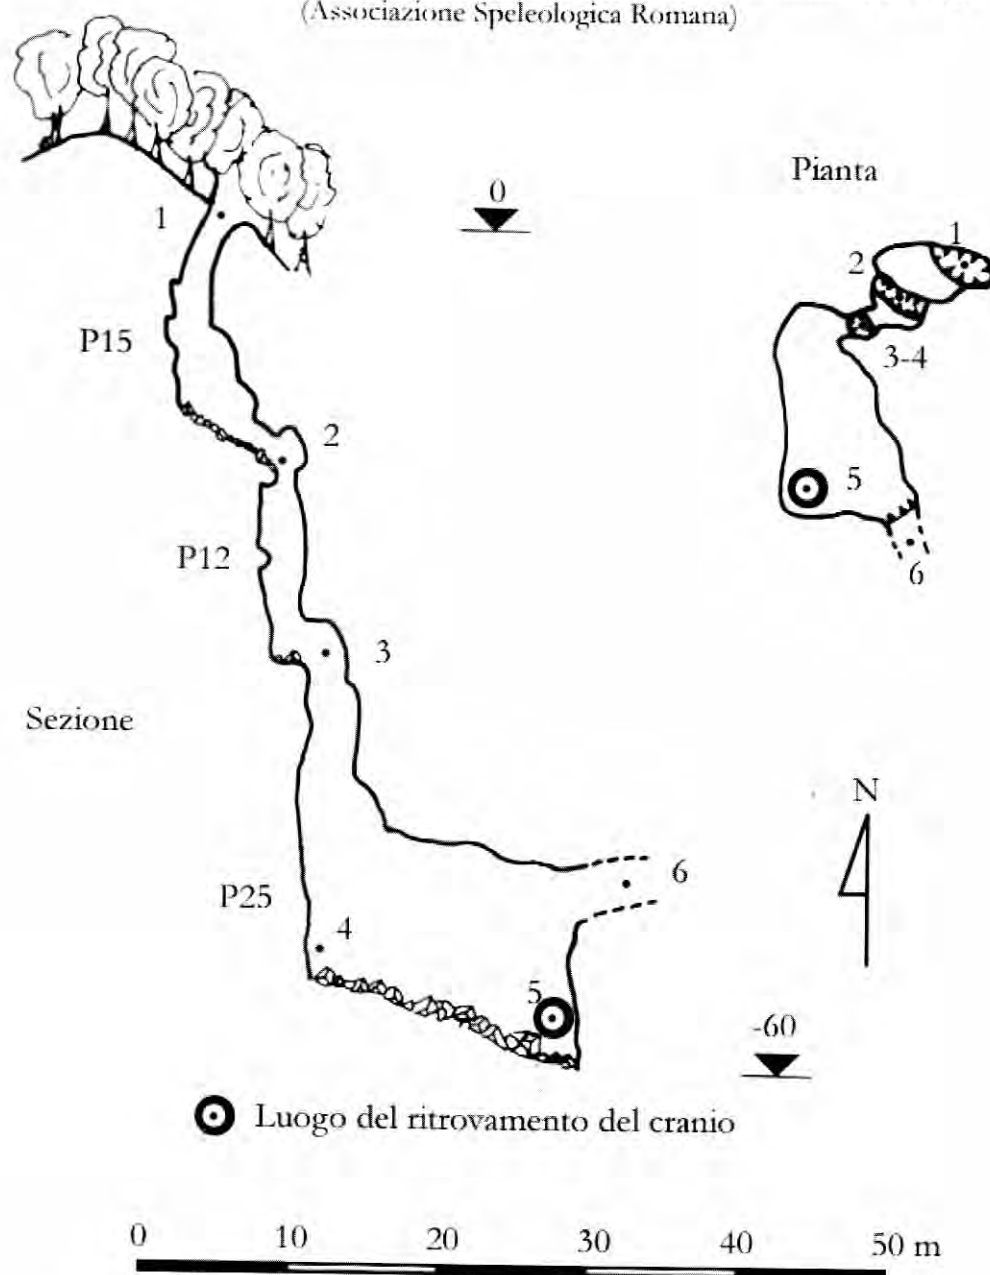 (Associazione Speleologica Romana)
Pianta
0
1
1
2
P15
3-4
2
5
P12
6
3
Sezione
N
P25
4
6
5
-60
Luogo del ritrovamento del cranio
0 10 20 30 40 50 m